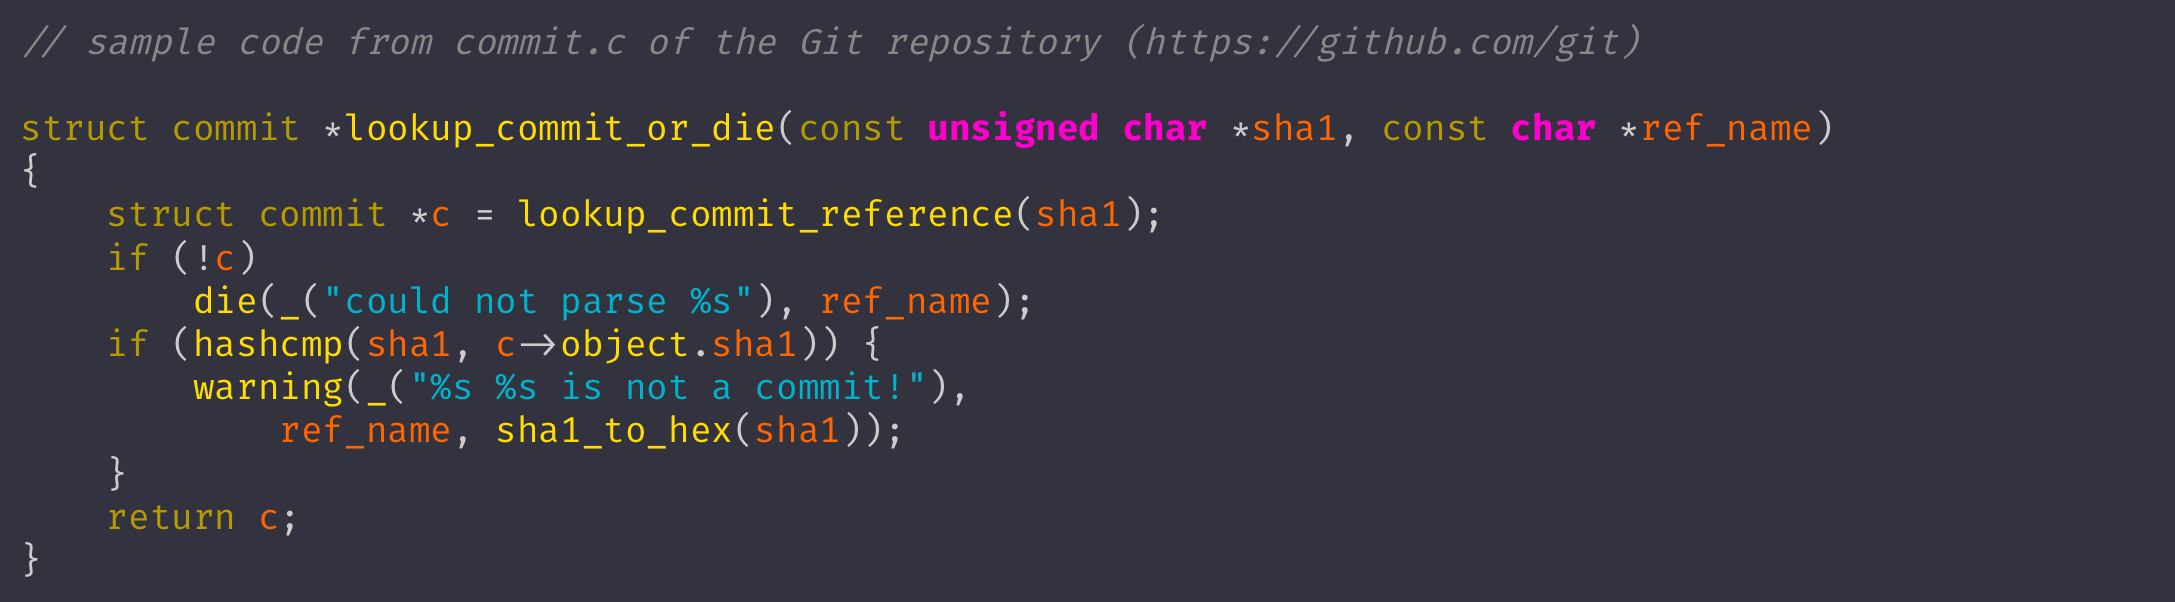 // sample code from commit.c of the Git repository (https://github.com/git)

struct commit *lookup_commit_or_die(const unsigned char *sha1, const char *ref_name)
{
    struct commit *c = lookup_commit_reference(sha1);
    if (!c)
        die(_("could not parse %s"), ref_name);
    if (hashcmp(sha1, c->object.sha1)) {
        warning(_("%s %s is not a commit!"),
            ref_name, sha1_to_hex(sha1));
    }
    return c;
}